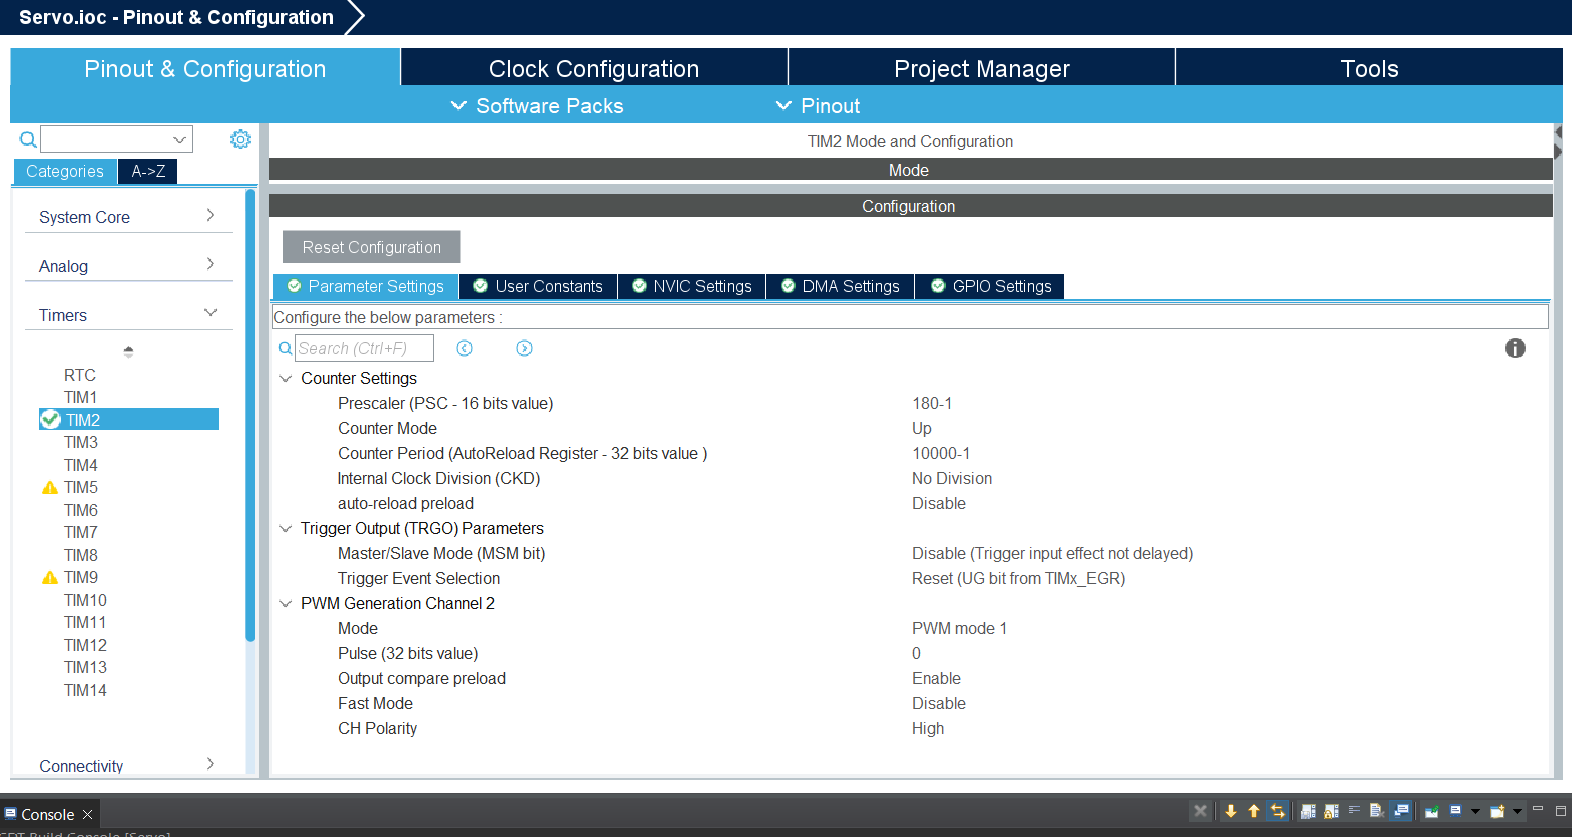 Servo.ioc - Pinout & Configuration
Pinout & Configuration
Clock Configuration
Project Manager
Tools
Software Packs
Pinout
Categories
A->Z
System Core
Analog
Timers
RTC
TIM1
TIM2
TIM3
TIM4
TIM5
TIM6
TIM7
TIM8
TIM9
TIM10
TIM11
TIM12
TIM13
TIM14
Connectivity
TIM2 Mode and Configuration
Mode
Configuration
Reset Configuration
Parameter Settings
User Constants
NVIC Settings
DMA Settings
GPIO Settings
Configure the below parameters :
Search (Ctrl+F)
Counter Settings
Prescaler (PSC - 16 bits value) 180-1
Counter Mode Up
Counter Period (AutoReload Register - 32 bits value ) 10000-1
Internal Clock Division (CKD) No Division
auto-reload preload Disable
Trigger Output (TRGO) Parameters
Master/Slave Mode (MSM bit) Disable (Trigger input effect not delayed)
Trigger Event Selection Reset (UG bit from TIMx_EGR)
PWM Generation Channel 2
Mode PWM mode 1
Pulse (32 bits value) 0
Output compare preload Enable
Fast Mode Disable
CH Polarity High
Console
CDT Build Console [Servo]